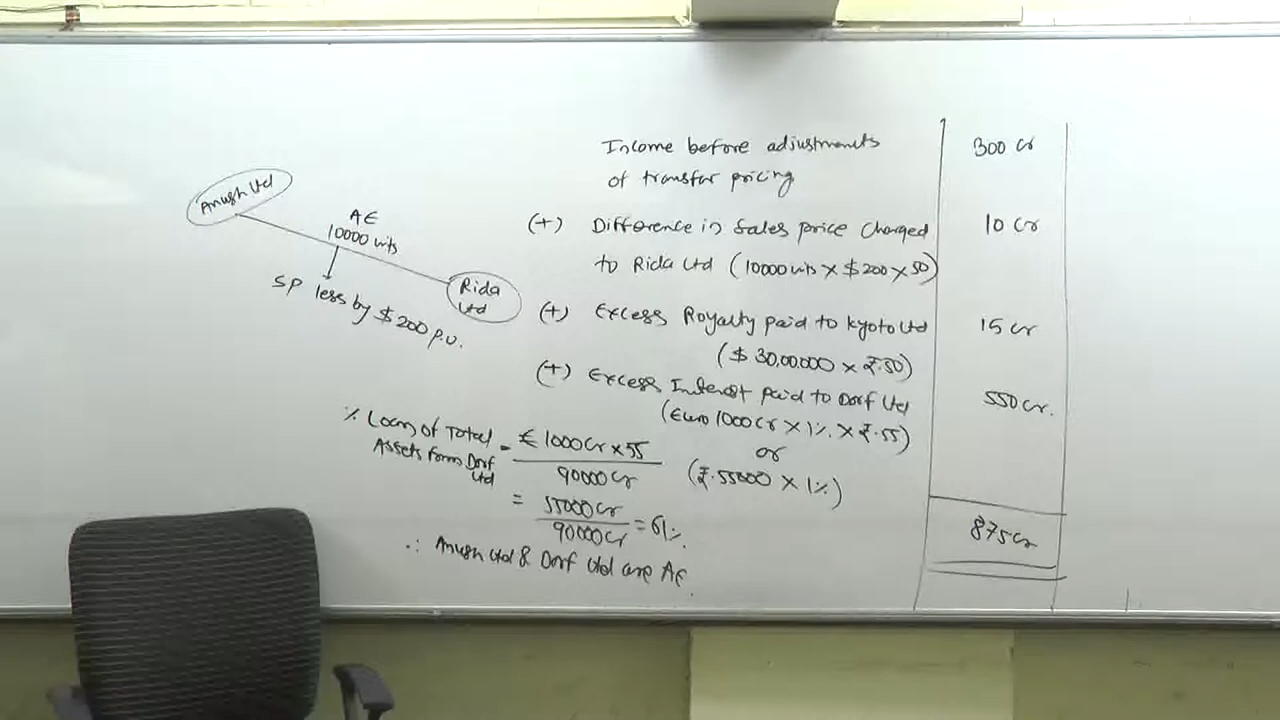 Anush Ltd
AE
10000 units
SP less by $200 p.u.
Rida
Ltd
Income before adjustments
of transfer pricing
300 Cr
(+) Difference in Sales price charged
to Rida Ltd (10000 units × $200 × 50)
10 Cr
(+) Excess Royalty paid to Kyoto Ltd
($ 30,00,000 × ₹.50)
15 Cr
(+) Excess Interest paid to Dorf Ltd
(Euro 1000 Cr × 1% × ₹.55)
or
(₹.55000 × 1%)
550 Cr.
875 Cr
% Loan of Total
Assets form Dorf
Ltd
= € 1000 Cr × 55
90000 Cr
= 55000 Cr
90000 Cr
= 61%.
∴ Anush Ltd & Dorf Ltd are AE.